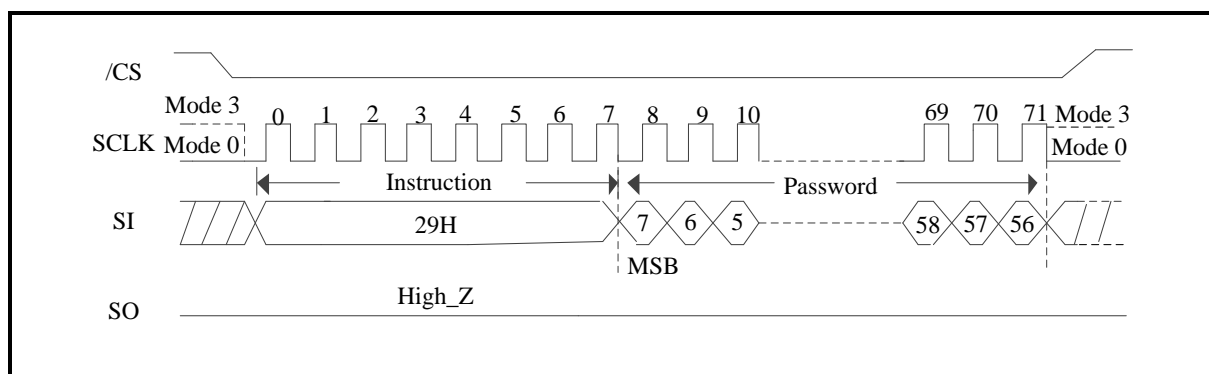 /CS
Mode 3
0 1 2 3 4 5 6 7 8 9 10 69 70 71 Mode 3
SCLK Mode 0 Mode 0
Instruction Password
SI 29H 7 6 5 58 57 56
MSB
High_Z
SO